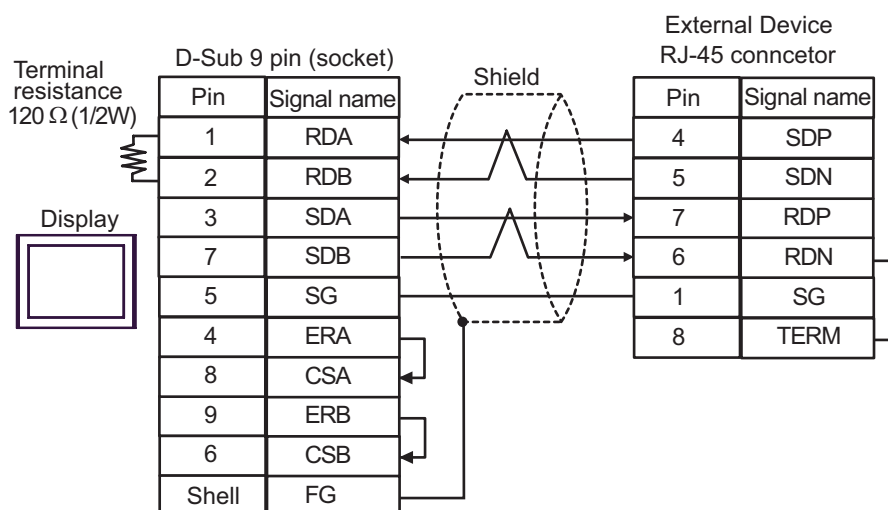 External Device
D-Sub 9 pin (socket)
RJ-45 conncetor
Terminal
resistance
120 Ω (1/2W)
Shield
Pin Signal name Pin Signal name
1 RDA 4 SDP
2 RDB 5 SDN
Display
3 SDA 7 RDP
7 SDB 6 RDN
5 SG 1 SG
4 ERA 8 TERM
8 CSA
9 ERB
6 CSB
Shell FG